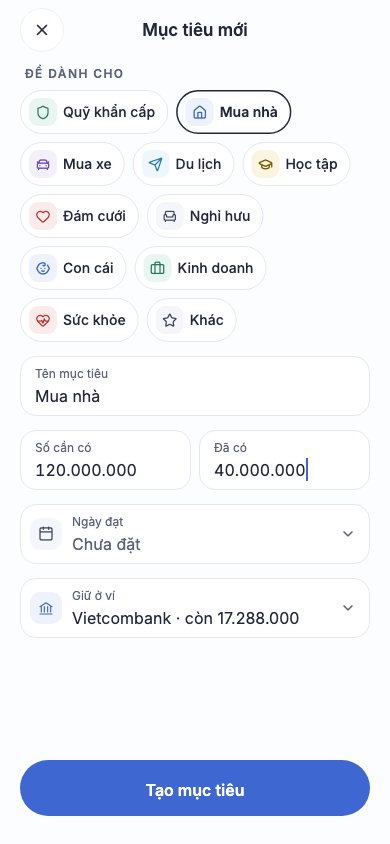 Mục tiêu mới
ĐỂ DÀNH CHO
Quỹ khẩn cấp
Mua nhà
Mua xe
Du lịch
Học tập
Đám cưới
Nghỉ hưu
Con cái
Kinh doanh
Sức khỏe
Khác
Tên mục tiêu
Mua nhà
Số cần có
120.000.000
Đã có
40.000.000
Ngày đạt
Chưa đặt
Giữ ở ví
Vietcombank · còn 17.288.000
Tạo mục tiêu